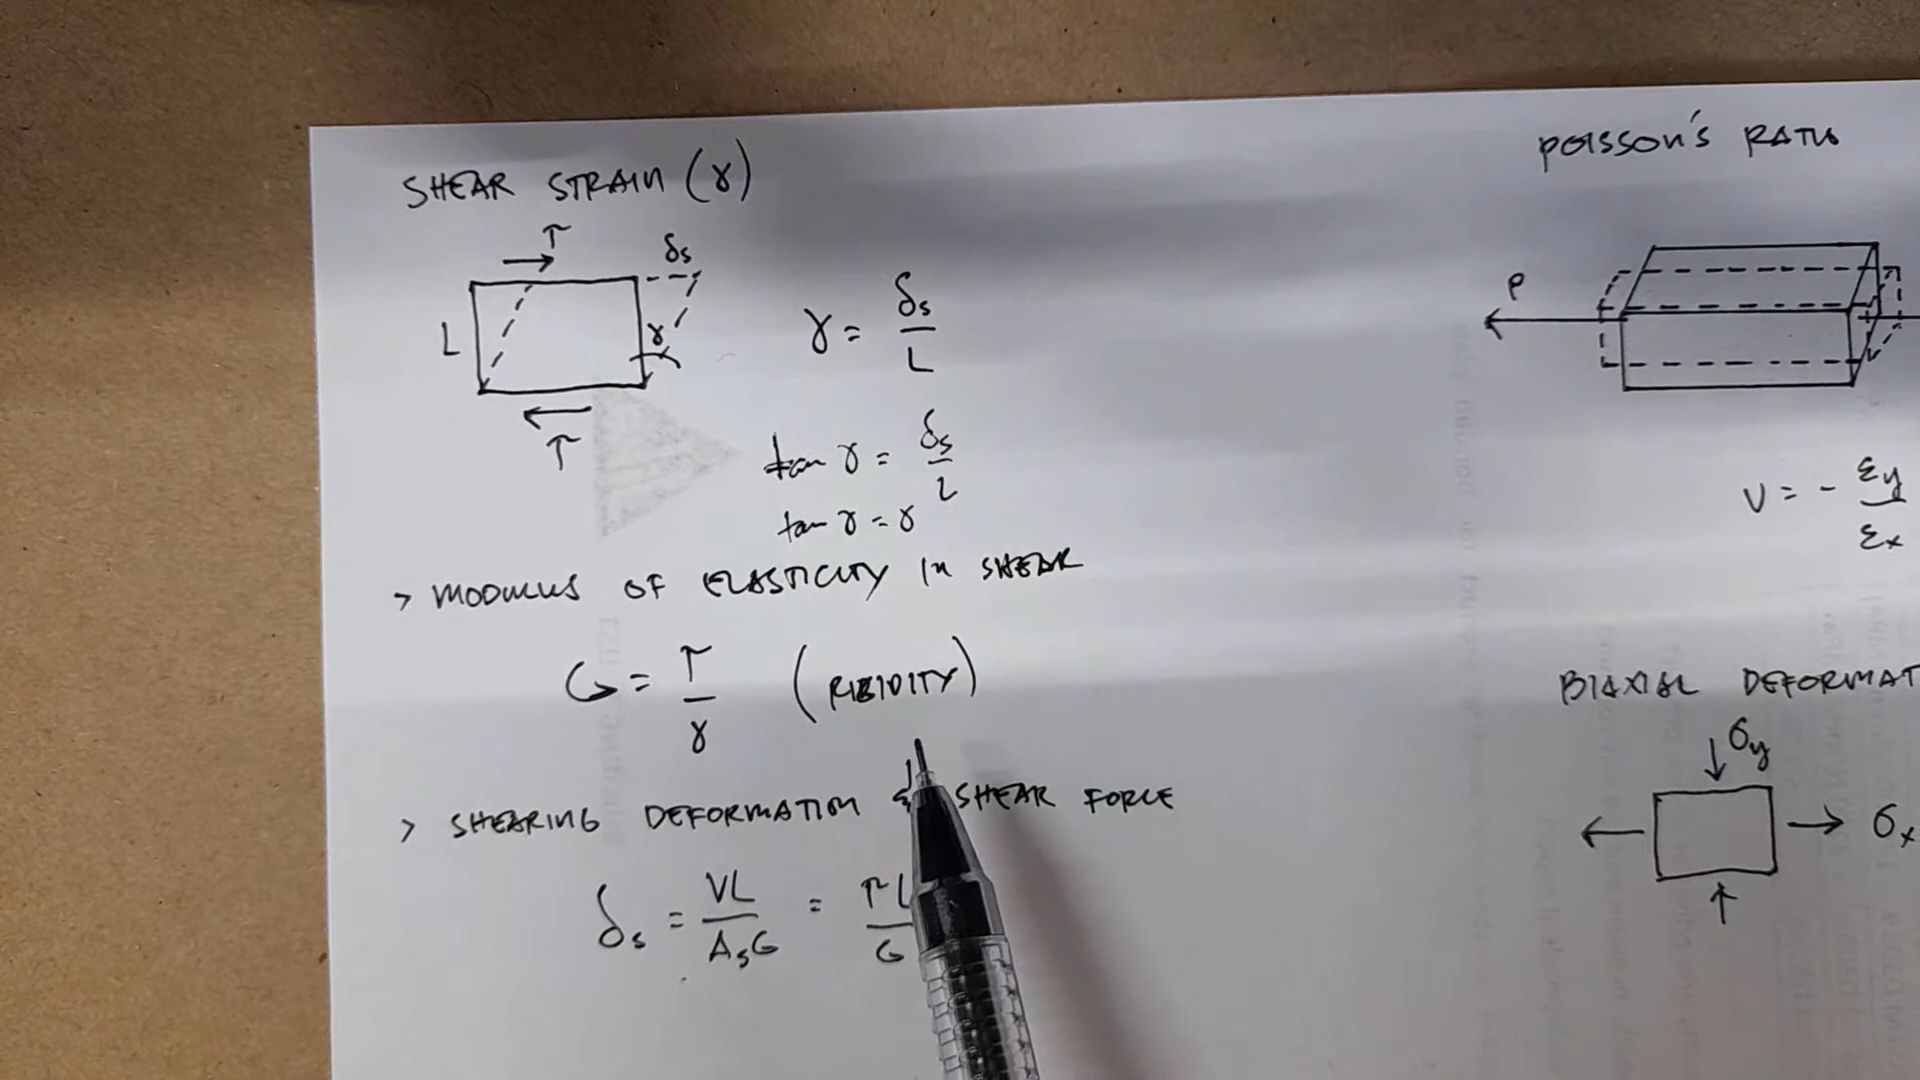 SHEAR STRAIN (γ)
τ
δs
L
γ
τ
γ = δs / L
tan γ = δs / L
tan γ = γ
> MODULUS OF ELASTICITY IN SHEAR
G = τ / γ (RIGIDITY)
> SHEARING DEFORMATION & SHEAR FORCE
δs = VL / AsG = τL / G
POISSON'S RATIO
P
ν = - εy / εx
BIAXIAL DEFORMAT
σy
σx